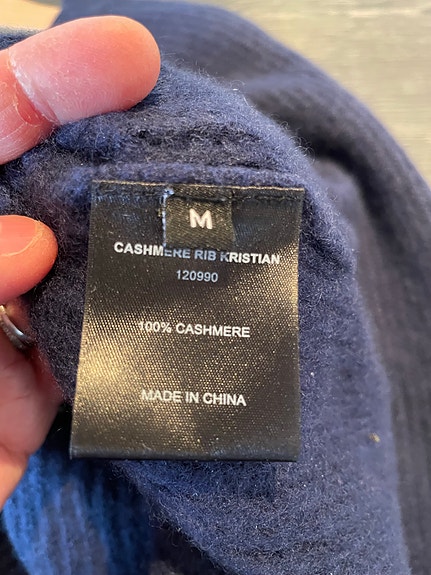 M
CASHMERE RIB KRISTIAN
120990
100% CASHMERE
MADE IN CHINA